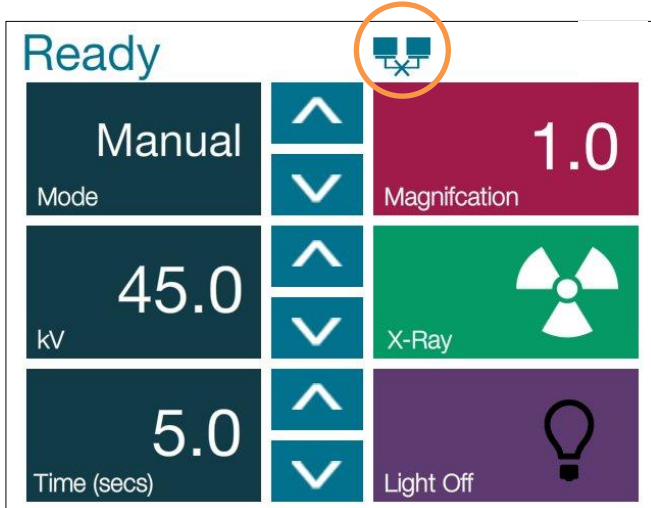 Ready
Manual
Mode
1.0
Magnifcation
45.0
kV
X-Ray
5.0
Time (secs)
Light Off